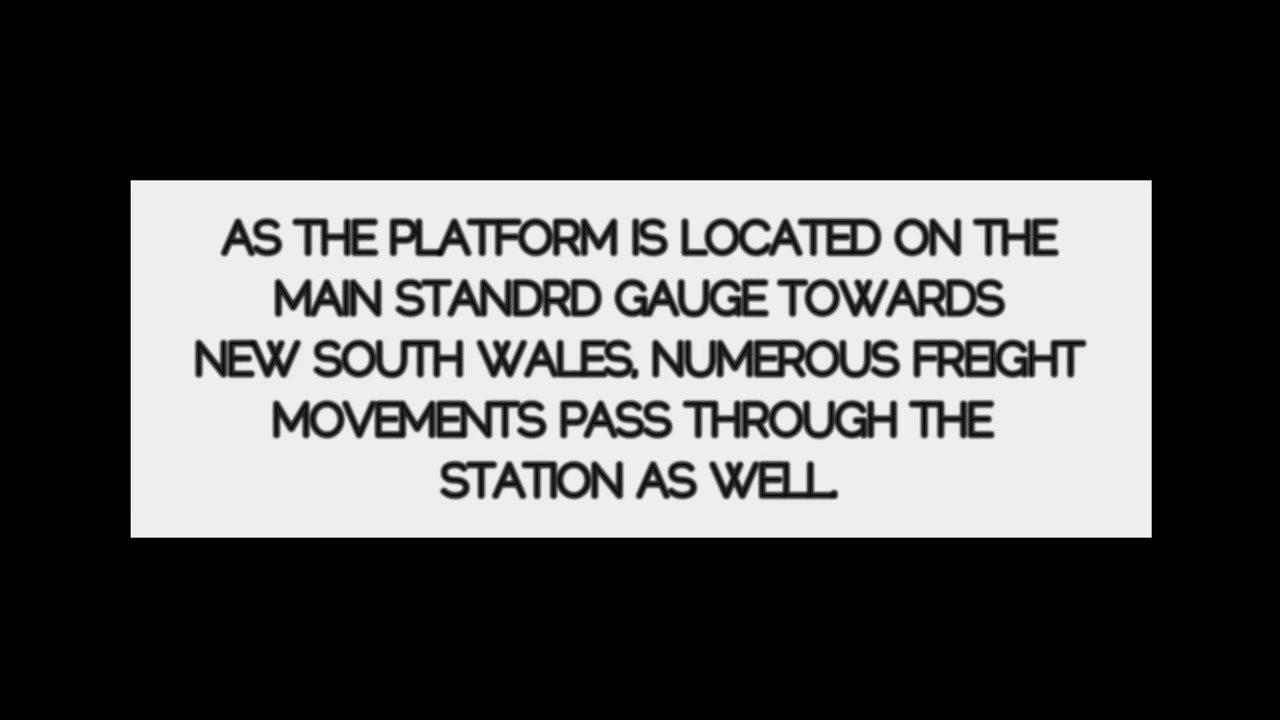 AS THE PLATFORM IS LOCATED ON THE
MAIN STANDRD GAUGE TOWARDS
NEW SOUTH WALES, NUMEROUS FREIGHT
MOVEMENTS PASS THROUGH THE
STATION AS WELL.